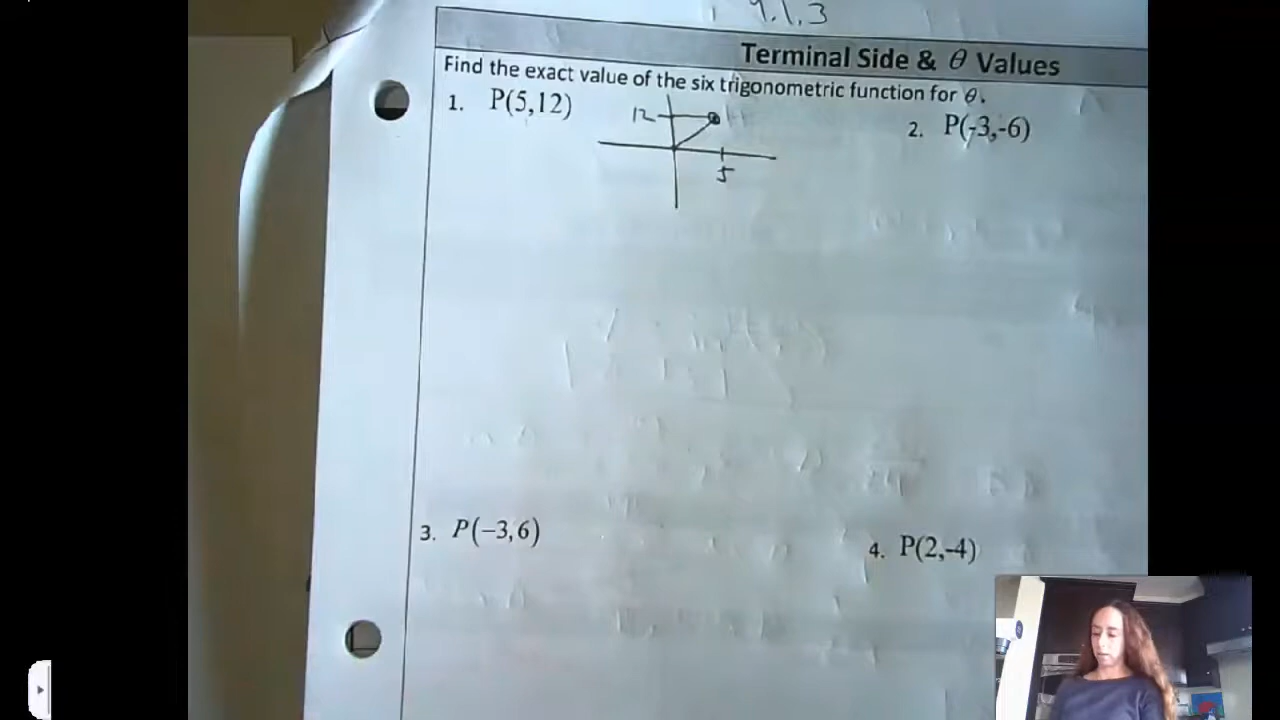 9.1.3
Terminal Side & θ Values
Find the exact value of the six trigonometric function for θ.
1. P(5,12)
12
5
2. P(-3,-6)
3. P(−3,6)
4. P(2,-4)